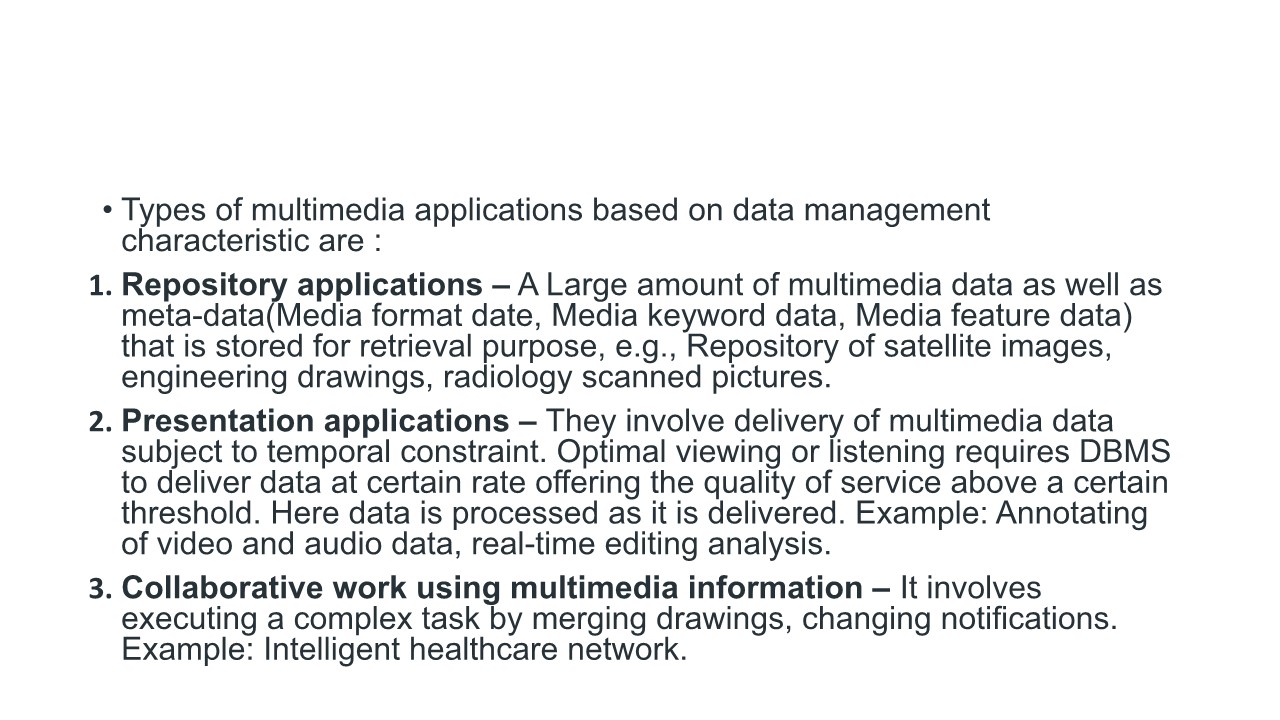 • Types of multimedia applications based on data management
characteristic are :
1. Repository applications – A Large amount of multimedia data as well as
meta-data(Media format date, Media keyword data, Media feature data)
that is stored for retrieval purpose, e.g., Repository of satellite images,
engineering drawings, radiology scanned pictures.
2. Presentation applications – They involve delivery of multimedia data
subject to temporal constraint. Optimal viewing or listening requires DBMS
to deliver data at certain rate offering the quality of service above a certain
threshold. Here data is processed as it is delivered. Example: Annotating
of video and audio data, real-time editing analysis.
3. Collaborative work using multimedia information – It involves
executing a complex task by merging drawings, changing notifications.
Example: Intelligent healthcare network.